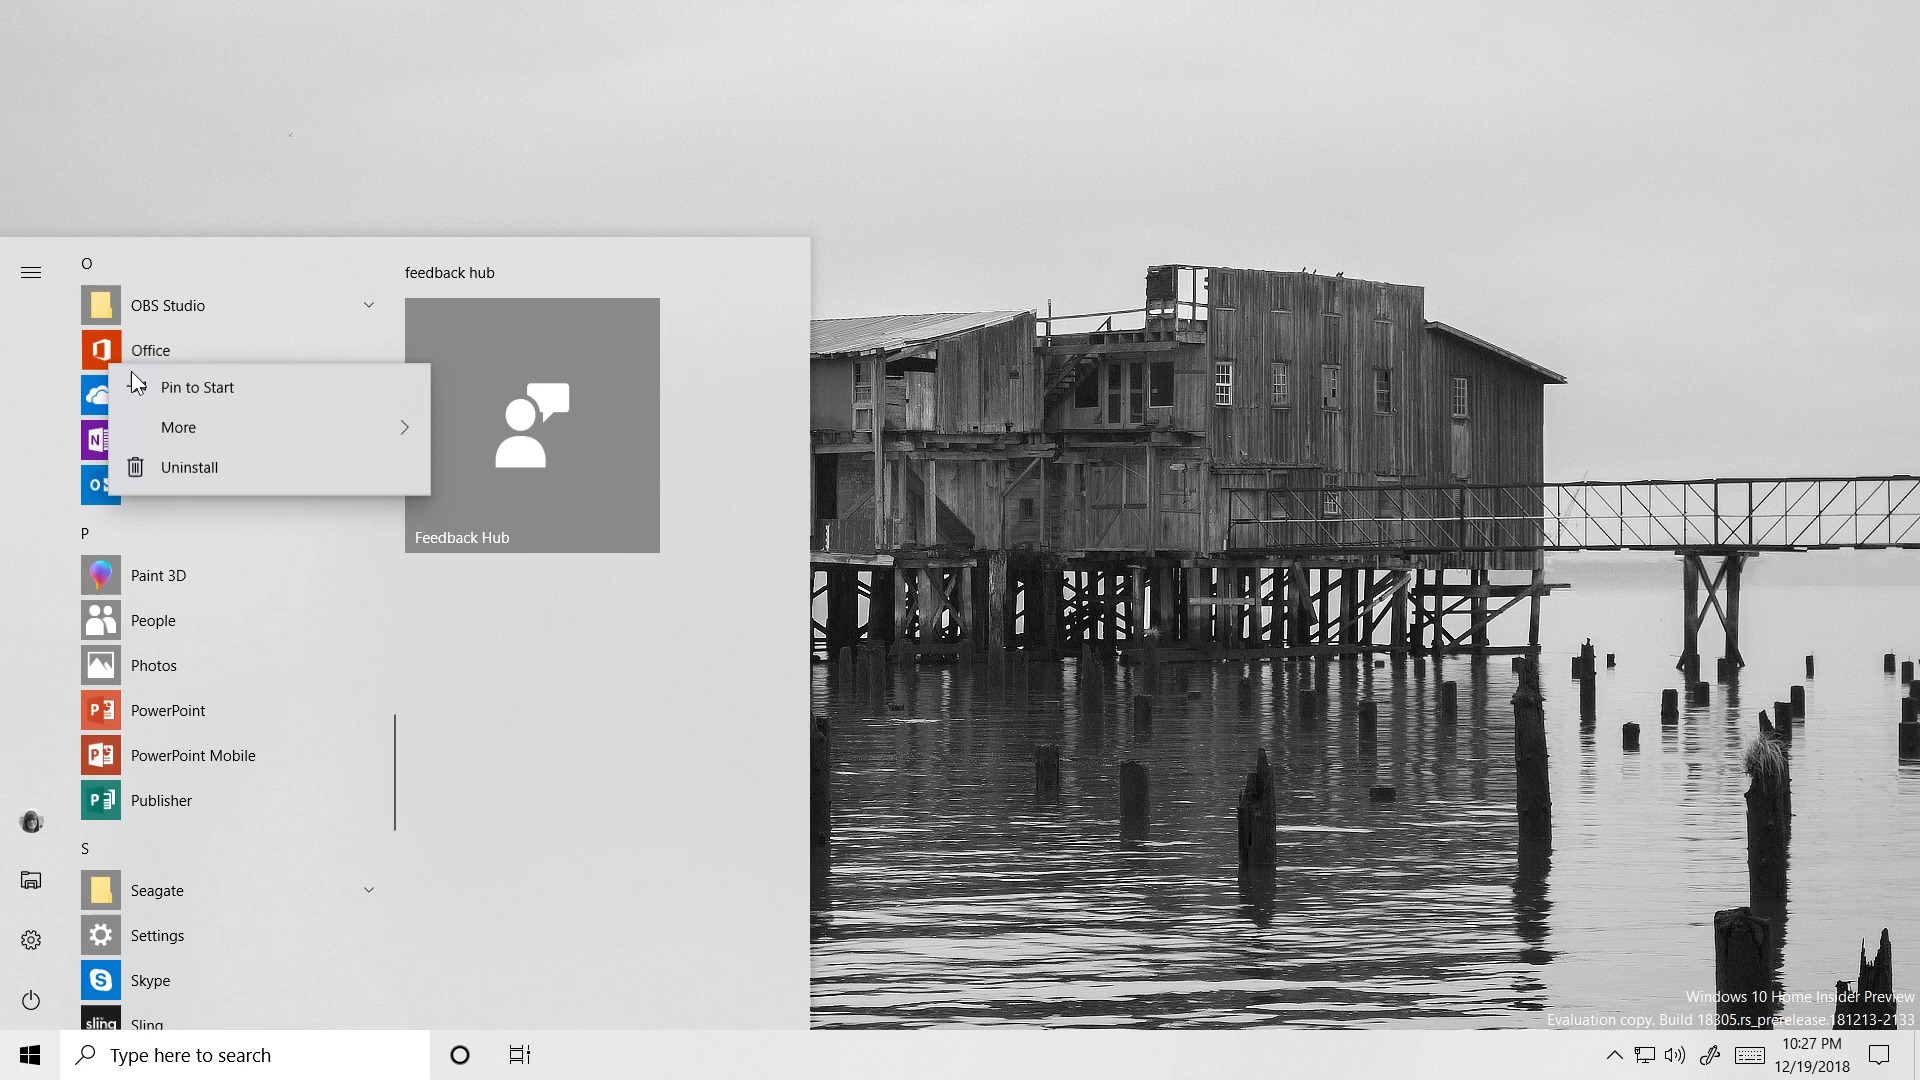 O
feedback hub
OBS Studio
Office
Pin to Start
More
Uninstall
Feedback Hub
P
Paint 3D
People
Photos
PowerPoint
PowerPoint Mobile
Publisher
S
Seagate
Settings
Skype
sling
Sling
Windows 10 Home Insider Preview
Evaluation copy. Build 18305.rs_prerelease.181213-2133
Type here to search
10:27 PM
12/19/2018